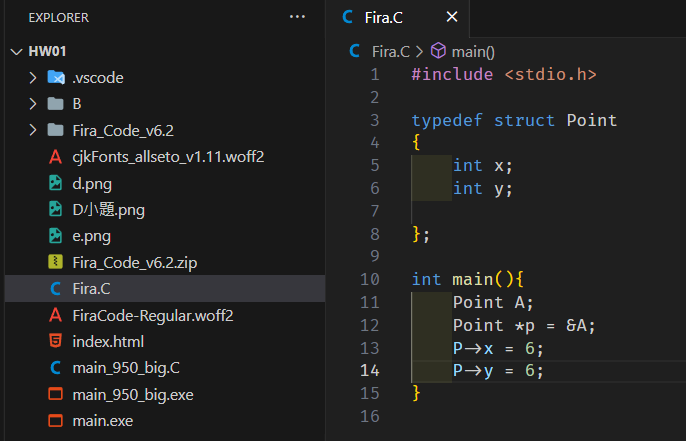 EXPLORER ...
HW01
.vscode
B
Fira_Code_v6.2
cjkFonts_allseto_v1.11.woff2
d.png
D小題.png
e.png
Fira_Code_v6.2.zip
C Fira.C
FiraCode-Regular.woff2
index.html
C main_950_big.C
main_950_big.exe
main.exe
C Fira.C ×
C Fira.C > main()
1 #include <stdio.h>
2
3 typedef struct Point
4 {
5 int x;
6 int y;
7
8 };
9
10 int main(){
11 Point A;
12 Point *p = &A;
13 P->x = 6;
14 P->y = 6;
15 }
16